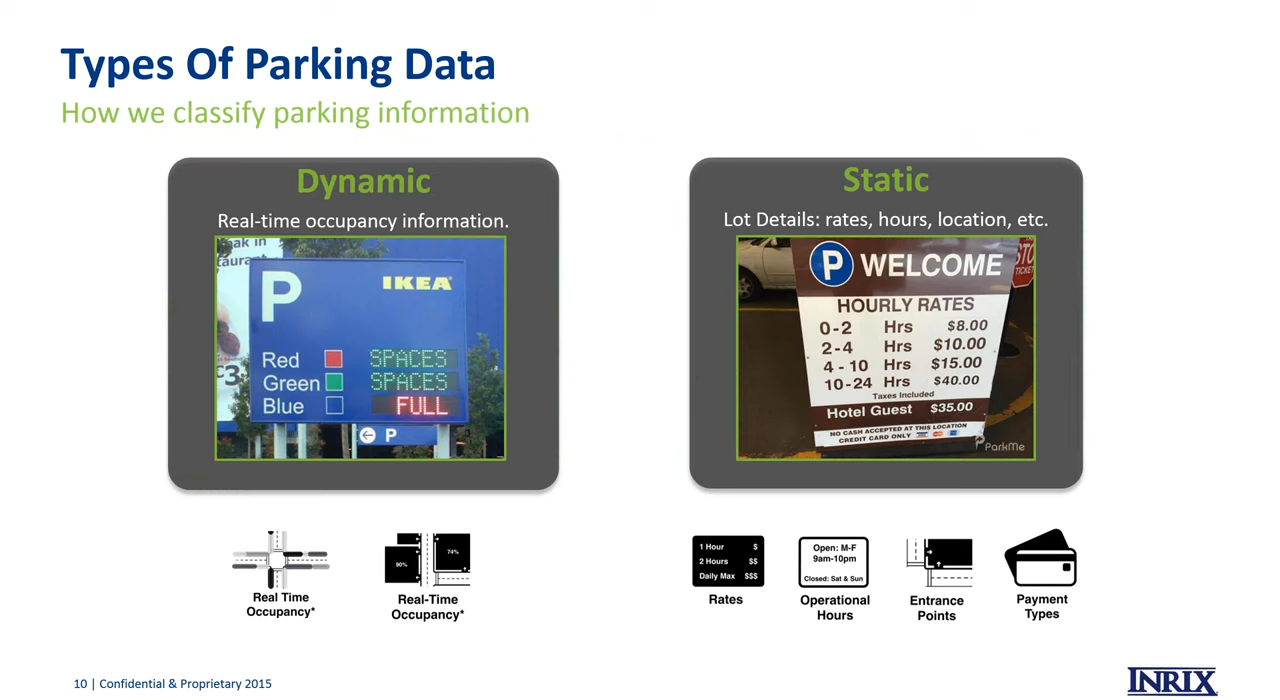 Types Of Parking Data
How we classify parking information
Dynamic
Real-time occupancy information.
P
IKEA
Red SPACES
Green SPACES
Blue FULL
P
Static
Lot Details: rates, hours, location, etc.
P WELCOME
HOURLY RATES
0-2 Hrs $8.00
2-4 Hrs $10.00
4 - 10 Hrs $15.00
10-24 Hrs $40.00
Taxes Included
Hotel Guest $35.00
NO CASH ACCEPTED AT THIS LOCATION
CREDIT CARD ONLY
ParkMe
Real Time
Occupancy*
90%
74%
Real-Time
Occupancy*
1 Hour $
2 Hours $$
Daily Max $$$
Rates
Open: M-F
9am-10pm
Closed: Sat & Sun
Operational
Hours
Entrance
Points
Payment
Types
10 | Confidential & Proprietary 2015
INRIX